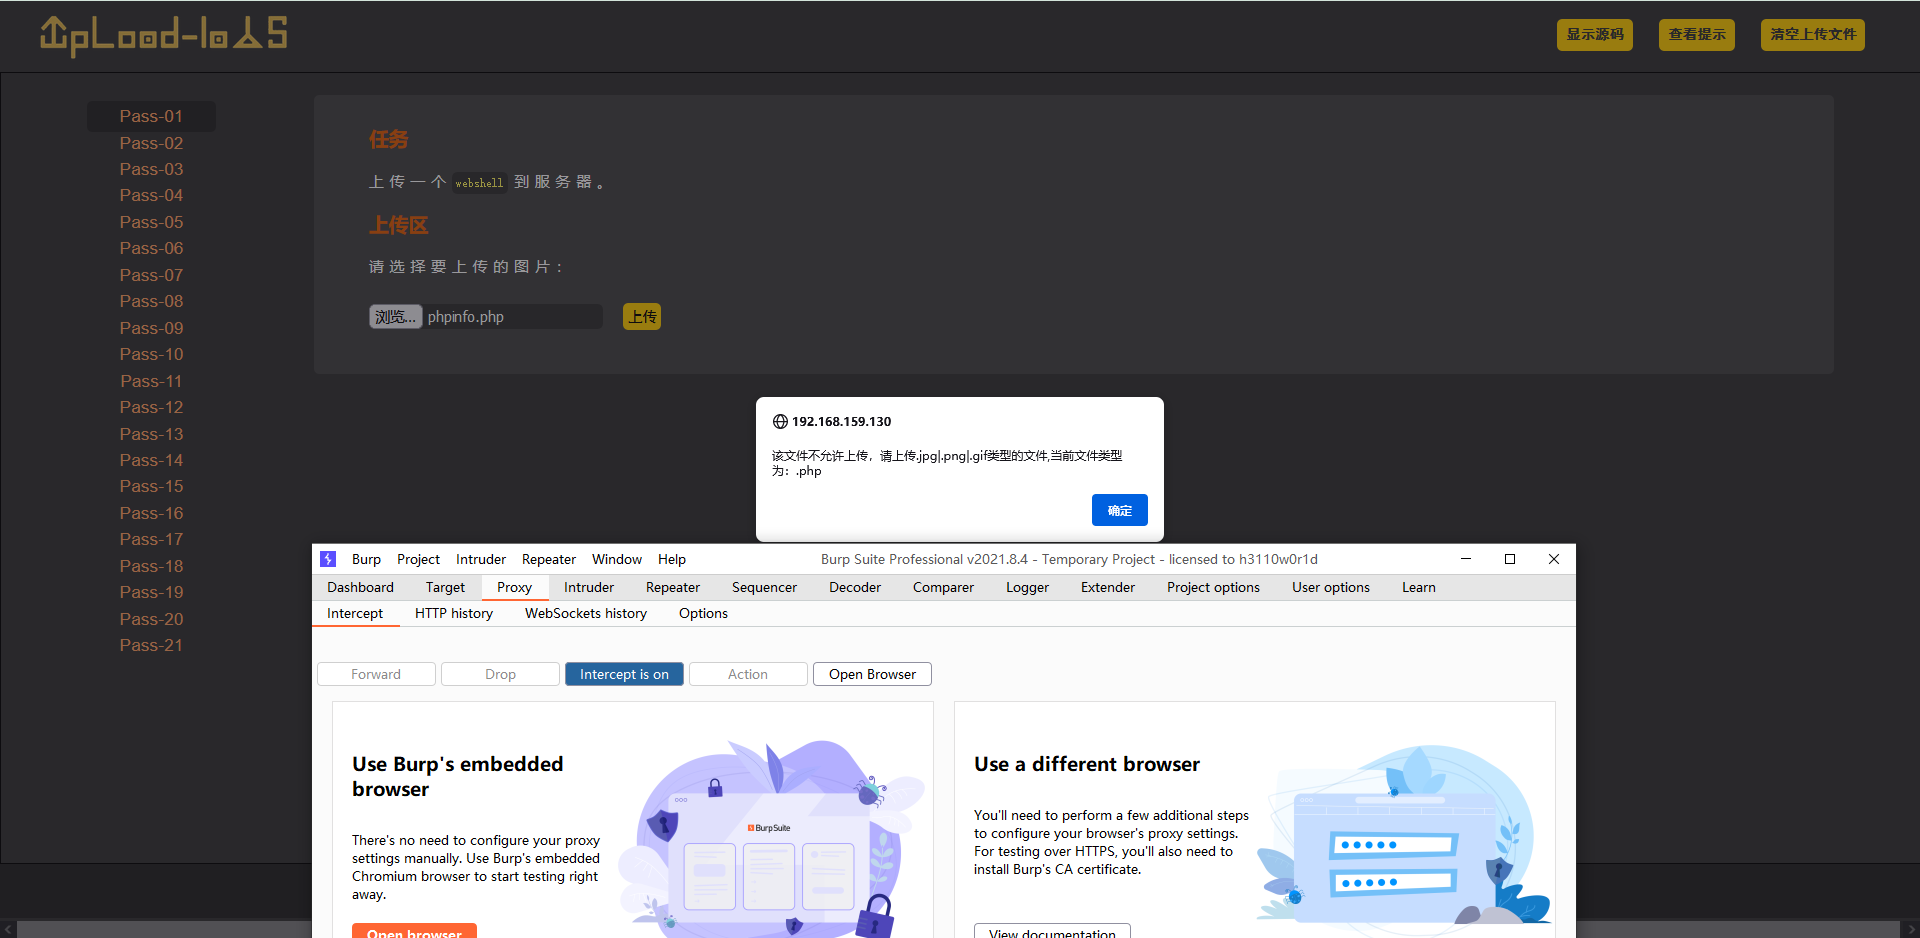 UpLoad-labs
显示源码
查看提示
清空上传文件
Pass-01
Pass-02
Pass-03
Pass-04
Pass-05
Pass-06
Pass-07
Pass-08
Pass-09
Pass-10
Pass-11
Pass-12
Pass-13
Pass-14
Pass-15
Pass-16
Pass-17
Pass-18
Pass-19
Pass-20
Pass-21
任务
上传一个 webshell 到服务器。
上传区
请选择要上传的图片：
浏览... phpinfo.php 上传
192.168.159.130
该文件不允许上传，请上传.jpg|.png|.gif类型的文件,当前文件类型
为：.php
确定
Burp Project Intruder Repeater Window Help Burp Suite Professional v2021.8.4 - Temporary Project - licensed to h3110w0r1d
Dashboard Target Proxy Intruder Repeater Sequencer Decoder Comparer Logger Extender Project options User options Learn
Intercept HTTP history WebSockets history Options
Forward Drop Intercept is on Action Open Browser
Use Burp's embedded
browser
There's no need to configure your proxy
settings manually. Use Burp's embedded
Chromium browser to start testing right
away.
Open browser
BurpSuite
Use a different browser
You'll need to perform a few additional steps
to configure your browser's proxy settings.
For testing over HTTPS, you'll also need to
install Burp's CA certificate.
View documentation